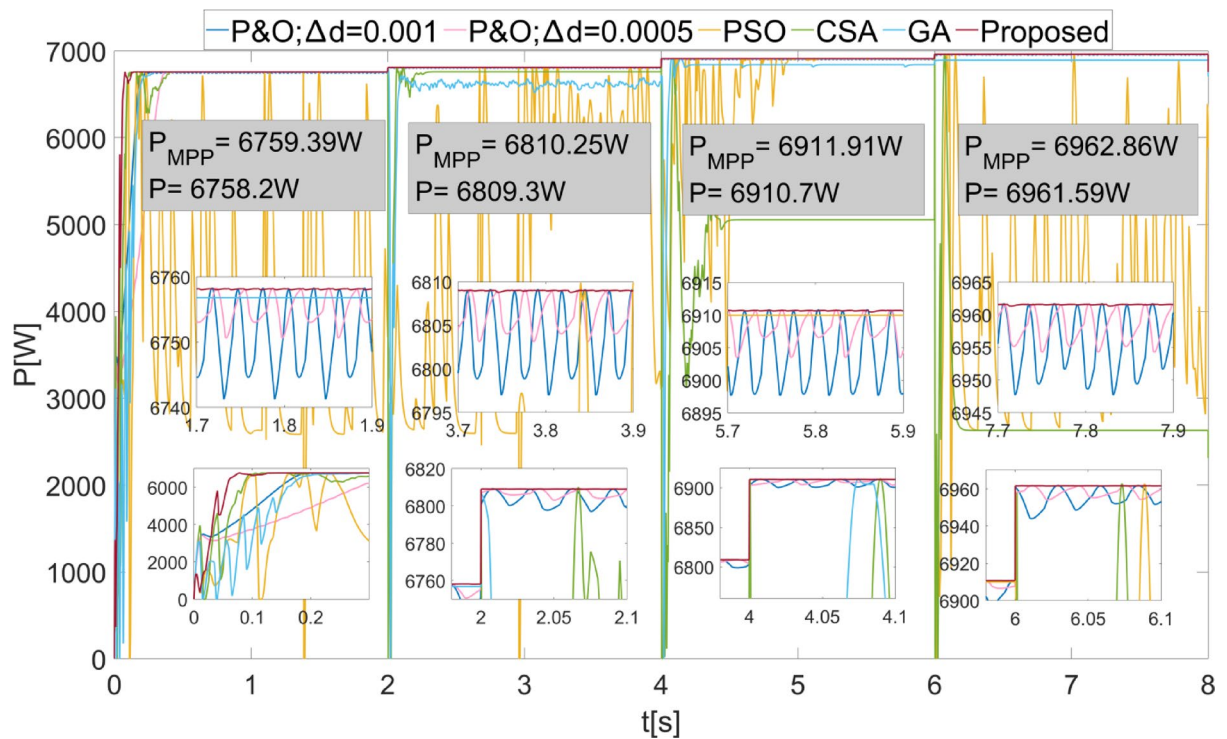 P&O;Δd=0.001 P&O;Δd=0.0005 PSO CSA GA Proposed
7000
6000
5000
4000
3000
2000
1000
0
P[W]
0 1 2 3 4 5 6 7 8
t[s]
P_MPP= 6759.39W
P= 6758.2W
P_MPP= 6810.25W
P= 6809.3W
P_MPP= 6911.91W
P= 6910.7W
P_MPP= 6962.86W
P= 6961.59W
6760
6750
6740
1.7 1.8 1.9
6810
6805
6800
6795
3.7 3.8 3.9
6915
6910
6905
6900
6895
5.7 5.8 5.9
6965
6960
6955
6950
6945
7.7 7.8 7.9
6000
4000
2000
0
0 0.1 0.2
6820
6800
6780
6760
2 2.05 2.1
6900
6850
6800
4 4.05 4.1
6960
6940
6920
6900
6 6.05 6.1